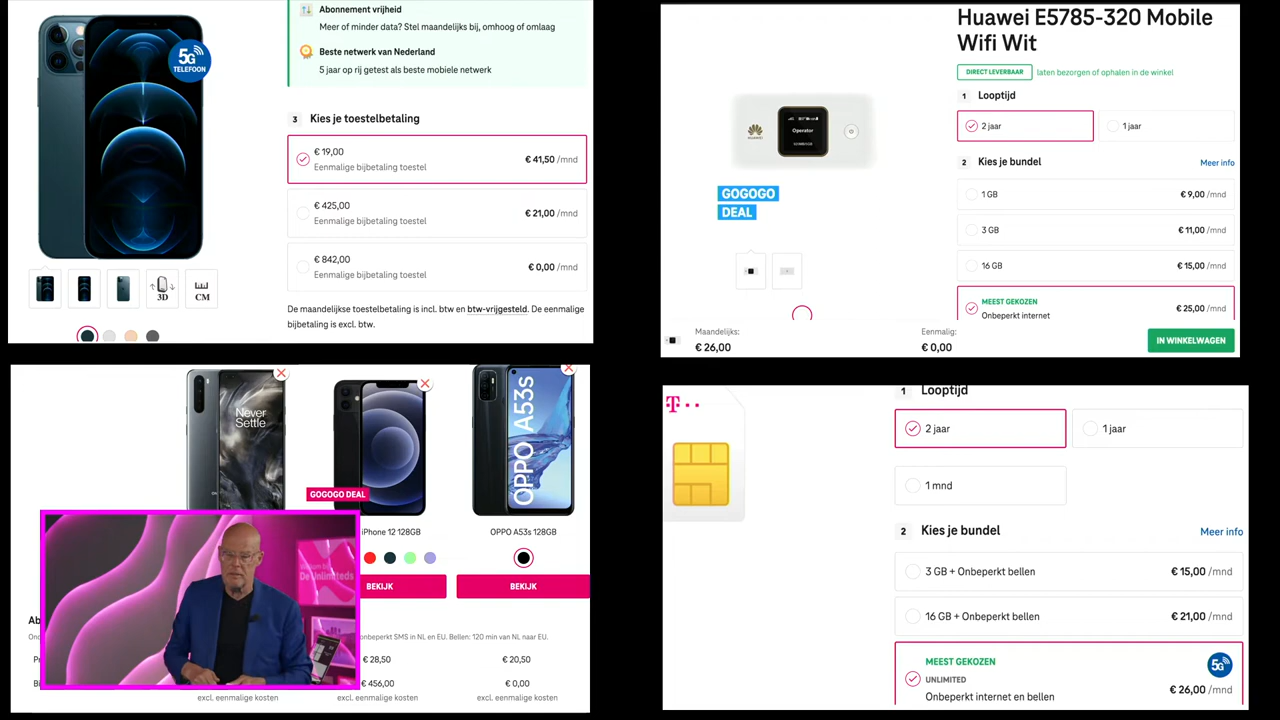 Abonnement vrijheid
Meer of minder data? Stel maandelijks bij, omhoog of omlaag
Beste netwerk van Nederland
5 jaar op rij getest als beste mobiele netwerk
5G
TELEFOON
3 Kies je toestelbetaling
€ 19,00
Eenmalige bijbetaling toestel
€ 41,50 /mnd
€ 425,00
Eenmalige bijbetaling toestel
€ 21,00 /mnd
€ 842,00
Eenmalige bijbetaling toestel
€ 0,00 /mnd
3D
CM
De maandelijkse toestelbetaling is incl. btw en btw-vrijgesteld. De eenmalige
bijbetaling is excl. btw.
Huawei E5785-320 Mobile
Wifi Wit
DIRECT LEVERBAAR laten bezorgen of ophalen in de winkel
1 Looptijd
2 jaar
1 jaar
2 Kies je bundel
Meer info
1 GB
€ 9,00 /mnd
3 GB
€ 11,00 /mnd
16 GB
€ 15,00 /mnd
MEEST GEKOZEN
Onbeperkt internet
€ 25,00 /mnd
HUAWEI
Operator
GOGOGO
DEAL
Maandelijks:
€ 26,00
Eenmalig:
€ 0,00
IN WINKELWAGEN
Never
Settle
OPPO A53s
GOGOGO DEAL
iPhone 12 128GB
OPPO A53S 128GB
BEKIJK
BEKIJK
De Unlimiteds
Ab
onbeperkt SMS in NL en EU. Bellen: 120 min van NL naar EU.
€ 28,50
€ 20,50
€ 456,00
€ 0,00
excl. eenmalige kosten
excl. eenmalige kosten
excl. eenmalige kosten
T
1 Looptijd
2 jaar
1 jaar
1 mnd
2 Kies je bundel
Meer info
3 GB + Onbeperkt bellen
€ 15,00 /mnd
16 GB + Onbeperkt bellen
€ 21,00 /mnd
MEEST GEKOZEN
5G
UNLIMITED
Onbeperkt internet en bellen
€ 26,00 /mnd